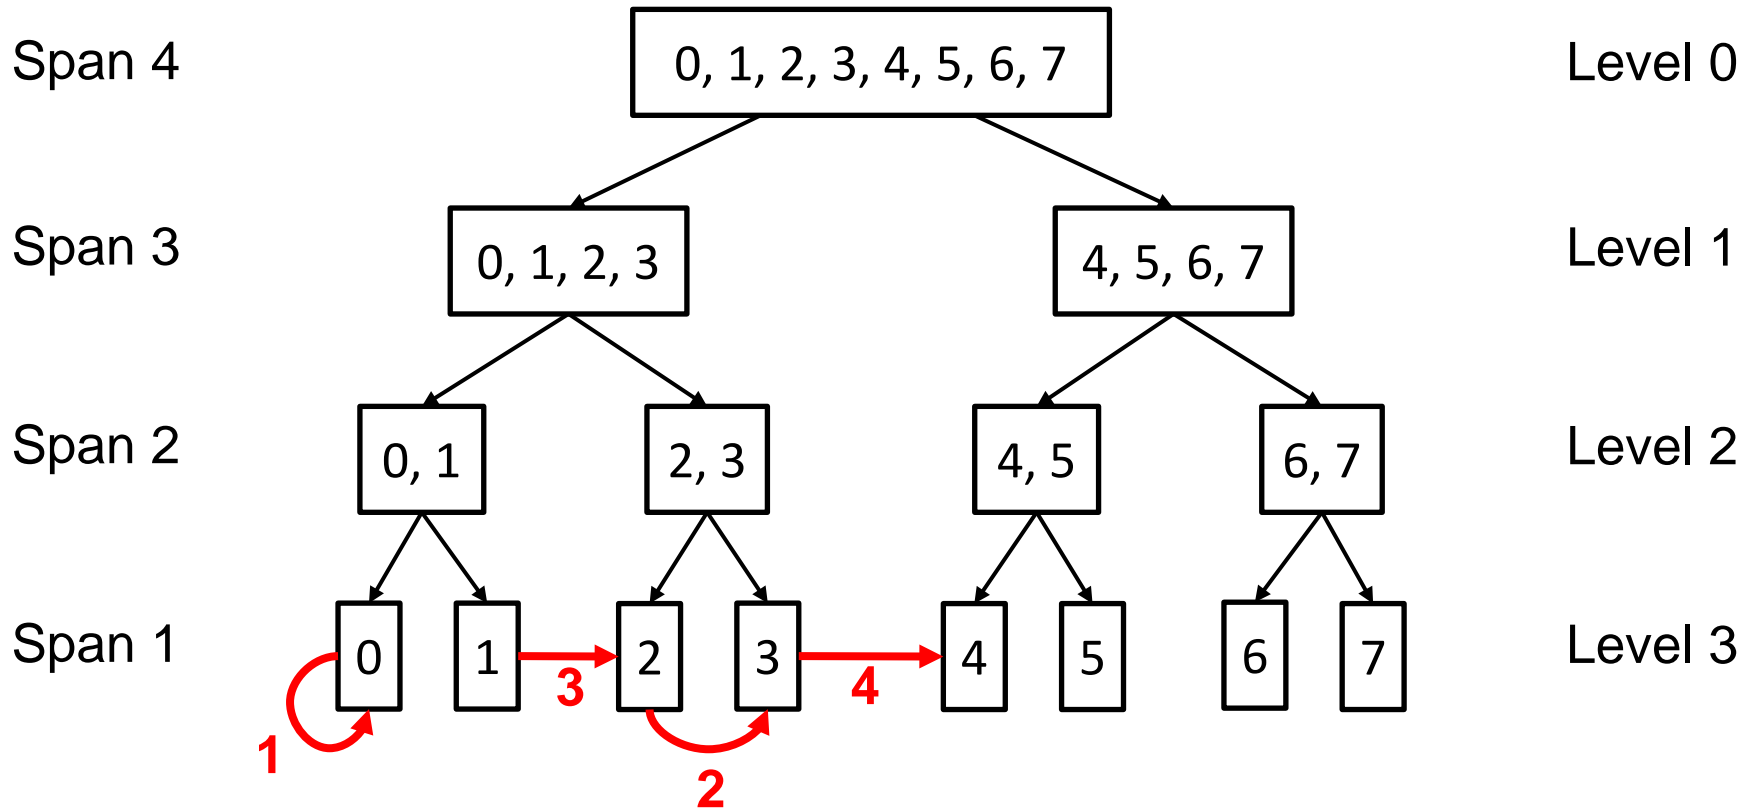 Span 4 0, 1, 2, 3, 4, 5, 6, 7 Level 0
Span 3 0, 1, 2, 3 4, 5, 6, 7 Level 1
Span 2 0, 1 2, 3 4, 5 6, 7 Level 2
Span 1 0 1 2 3 4 5 6 7 Level 3
3 4
1 2